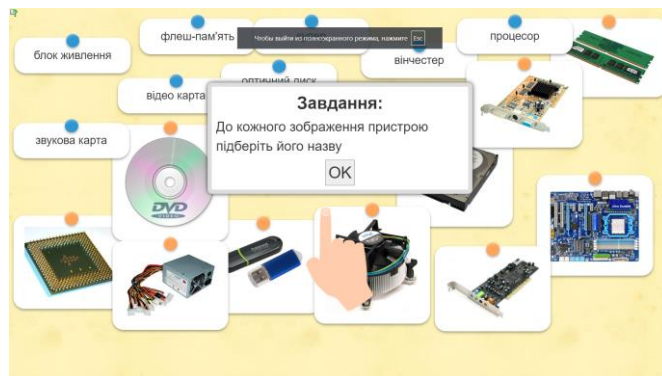 флеш-пам'ять
Чтобы выйти из полноэкранного режима, нажмите Esc
процесор
блок живлення
вінчестер
оптичний диск
відео карта
Завдання:
До кожного зображення пристрою
підберіть його назву
OK
звукова карта
DVD
VIDEO